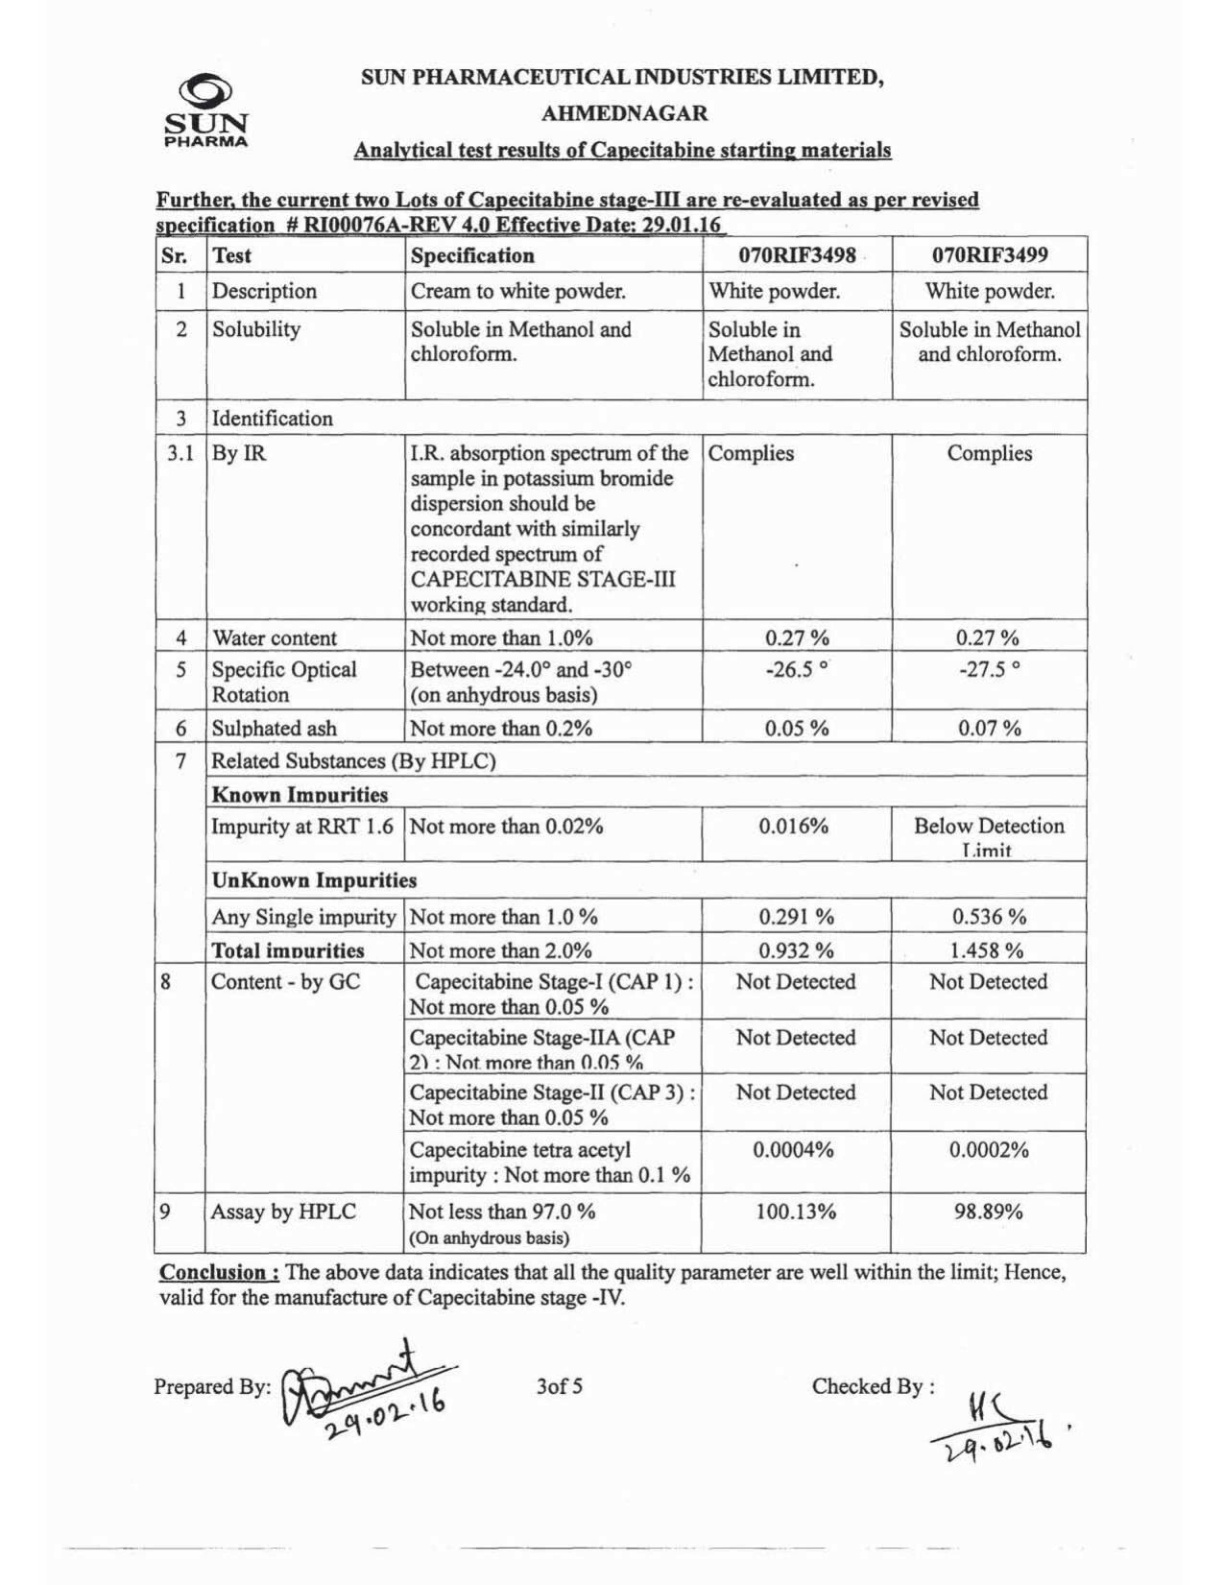 SUN
PHARMA
SUN PHARMACEUTICAL INDUSTRIES LIMITED,
AHMEDNAGAR
Analytical test results of Capecitabine starting materials
Further, the current two Lots of Capecitabine stage-III are re-evaluated as per revised
specification # RI00076A-REV 4.0 Effective Date: 29.01.16
Sr. Test Specification 070RIF3498 070RIF3499
1 Description Cream to white powder. White powder. White powder.
2 Solubility Soluble in Methanol and Soluble in Soluble in Methanol
chloroform. Methanol and and chloroform.
chloroform.
3 Identification
3.1 By IR I.R. absorption spectrum of the Complies Complies
sample in potassium bromide
dispersion should be
concordant with similarly
recorded spectrum of
CAPECITABINE STAGE-III
working standard.
4 Water content Not more than 1.0% 0.27 % 0.27 %
5 Specific Optical Between -24.0° and -30° -26.5 ° -27.5 °
Rotation (on anhydrous basis)
6 Sulphated ash Not more than 0.2% 0.05 % 0.07 %
7 Related Substances (By HPLC)
Known Impurities
Impurity at RRT 1.6 Not more than 0.02% 0.016% Below Detection
Limit
UnKnown Impurities
Any Single impurity Not more than 1.0 % 0.291 % 0.536 %
Total impurities Not more than 2.0% 0.932 % 1.458 %
8 Content - by GC Capecitabine Stage-I (CAP 1) : Not Detected Not Detected
Not more than 0.05 %
Capecitabine Stage-IIA (CAP Not Detected Not Detected
2) : Not more than 0.05 %
Capecitabine Stage-II (CAP 3) : Not Detected Not Detected
Not more than 0.05 %
Capecitabine tetra acetyl 0.0004% 0.0002%
impurity : Not more than 0.1 %
9 Assay by HPLC Not less than 97.0 % 100.13% 98.89%
(On anhydrous basis)
Conclusion : The above data indicates that all the quality parameter are well within the limit; Hence,
valid for the manufacture of Capecitabine stage -IV.
Prepared By: 3of 5 Checked By :
29.02.16
29.02.16